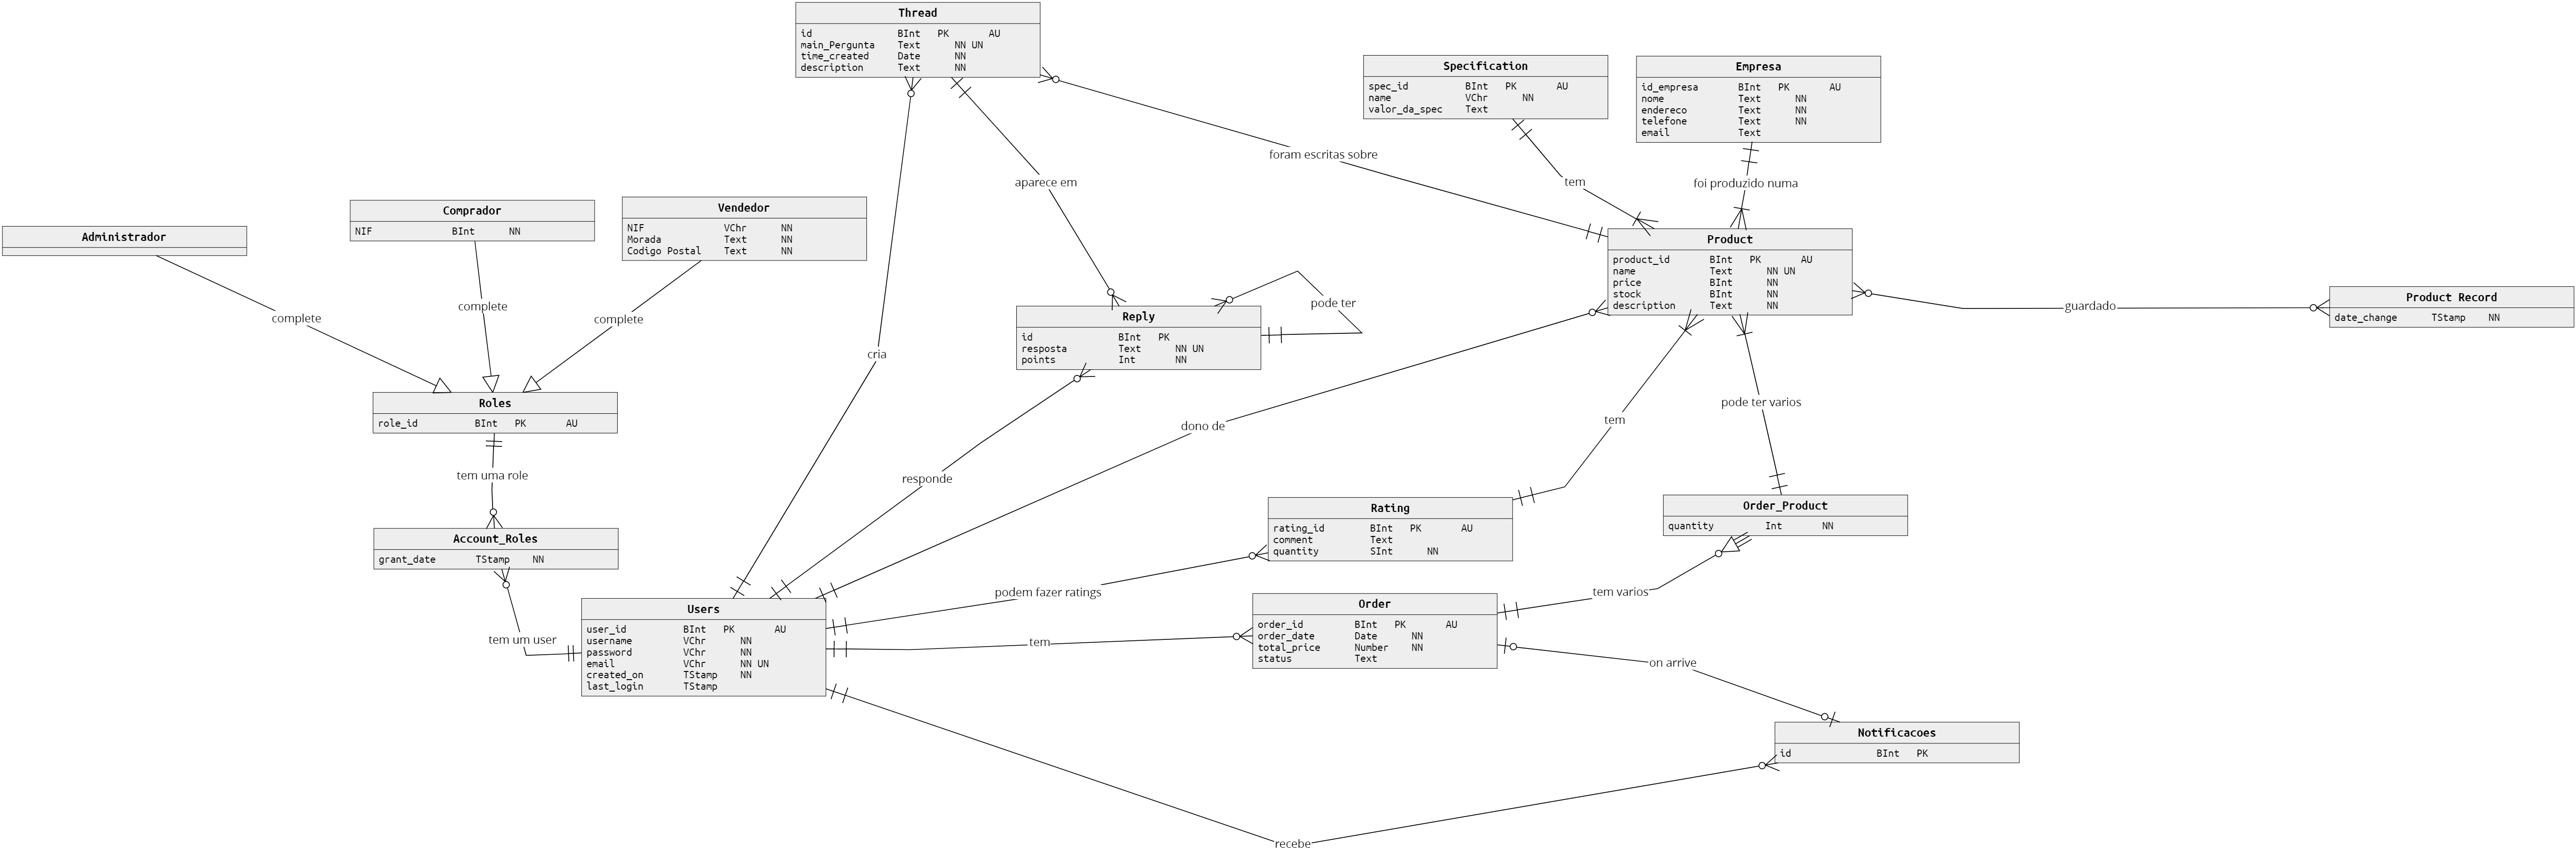 Thread
id BInt PK AU
main_Pergunta Text NN UN
time_created Date NN
description Text NN
Specification
spec_id BInt PK AU
name VChr NN
valor_da_spec Text
Empresa
id_empresa BInt PK AU
nome Text NN
endereco Text NN
telefone Text NN
email Text
foram escritas sobre
aparece em
tem
foi produzido numa
Administrador
Comprador
NIF BInt NN
Vendedor
NIF VChr NN
Morada Text NN
Codigo Postal Text NN
Product
product_id BInt PK AU
name Text NN UN
price BInt NN
stock BInt NN
description Text NN
Product Record
date_change TStamp NN
guardado
complete
complete
complete
pode ter
Reply
id BInt PK
resposta Text NN UN
points Int NN
cria
Roles
role_id BInt PK AU
pode ter varios
tem
dono de
tem uma role
responde
Rating
rating_id BInt PK AU
comment Text
quantity SInt NN
Order_Product
quantity Int NN
Account_Roles
grant_date TStamp NN
podem fazer ratings
tem varios
Users
user_id BInt PK AU
username VChr NN
password VChr NN
email VChr NN UN
created_on TStamp NN
last_login TStamp
tem um user
tem
Order
order_id BInt PK AU
order_date Date NN
total_price Number NN
status Text
on arrive
Notificacoes
id BInt PK
recebe